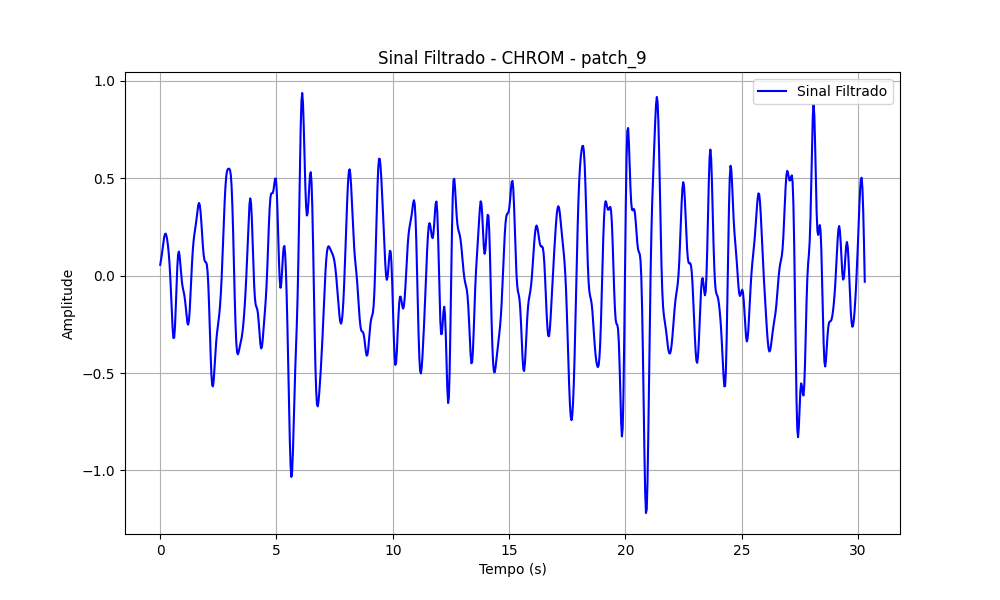 Sinal Filtrado - CHROM - patch_9
Sinal Filtrado
Amplitude
1.0
0.5
0.0
−0.5
−1.0
0 5 10 15 20 25 30
Tempo (s)